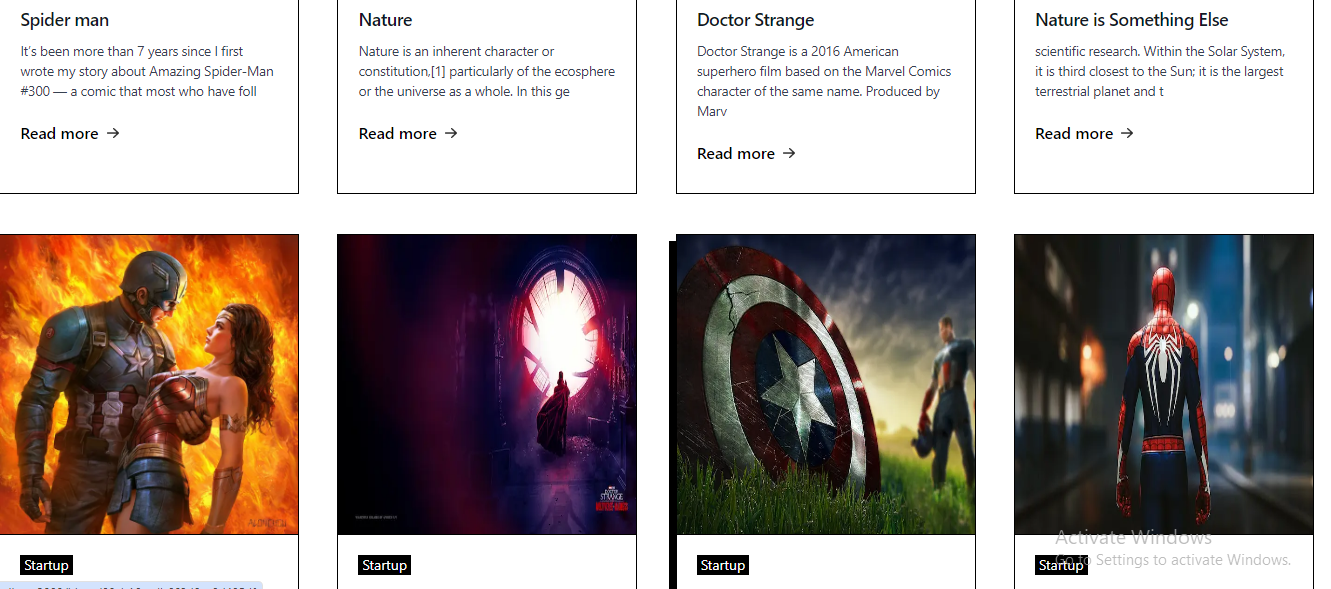 Spider man
It's been more than 7 years since I first
wrote my story about Amazing Spider-Man
#300 — a comic that most who have foll
Read more →
Nature
Nature is an inherent character or
constitution,[1] particularly of the ecosphere
or the universe as a whole. In this ge
Read more →
Doctor Strange
Doctor Strange is a 2016 American
superhero film based on the Marvel Comics
character of the same name. Produced by
Marv
Read more →
Nature is Something Else
scientific research. Within the Solar System,
it is third closest to the Sun; it is the largest
terrestrial planet and t
Read more →
DOCTOR
STRANGE
Startup
Startup
Startup
Startup
Activate Windows
Go to Settings to activate Windows.